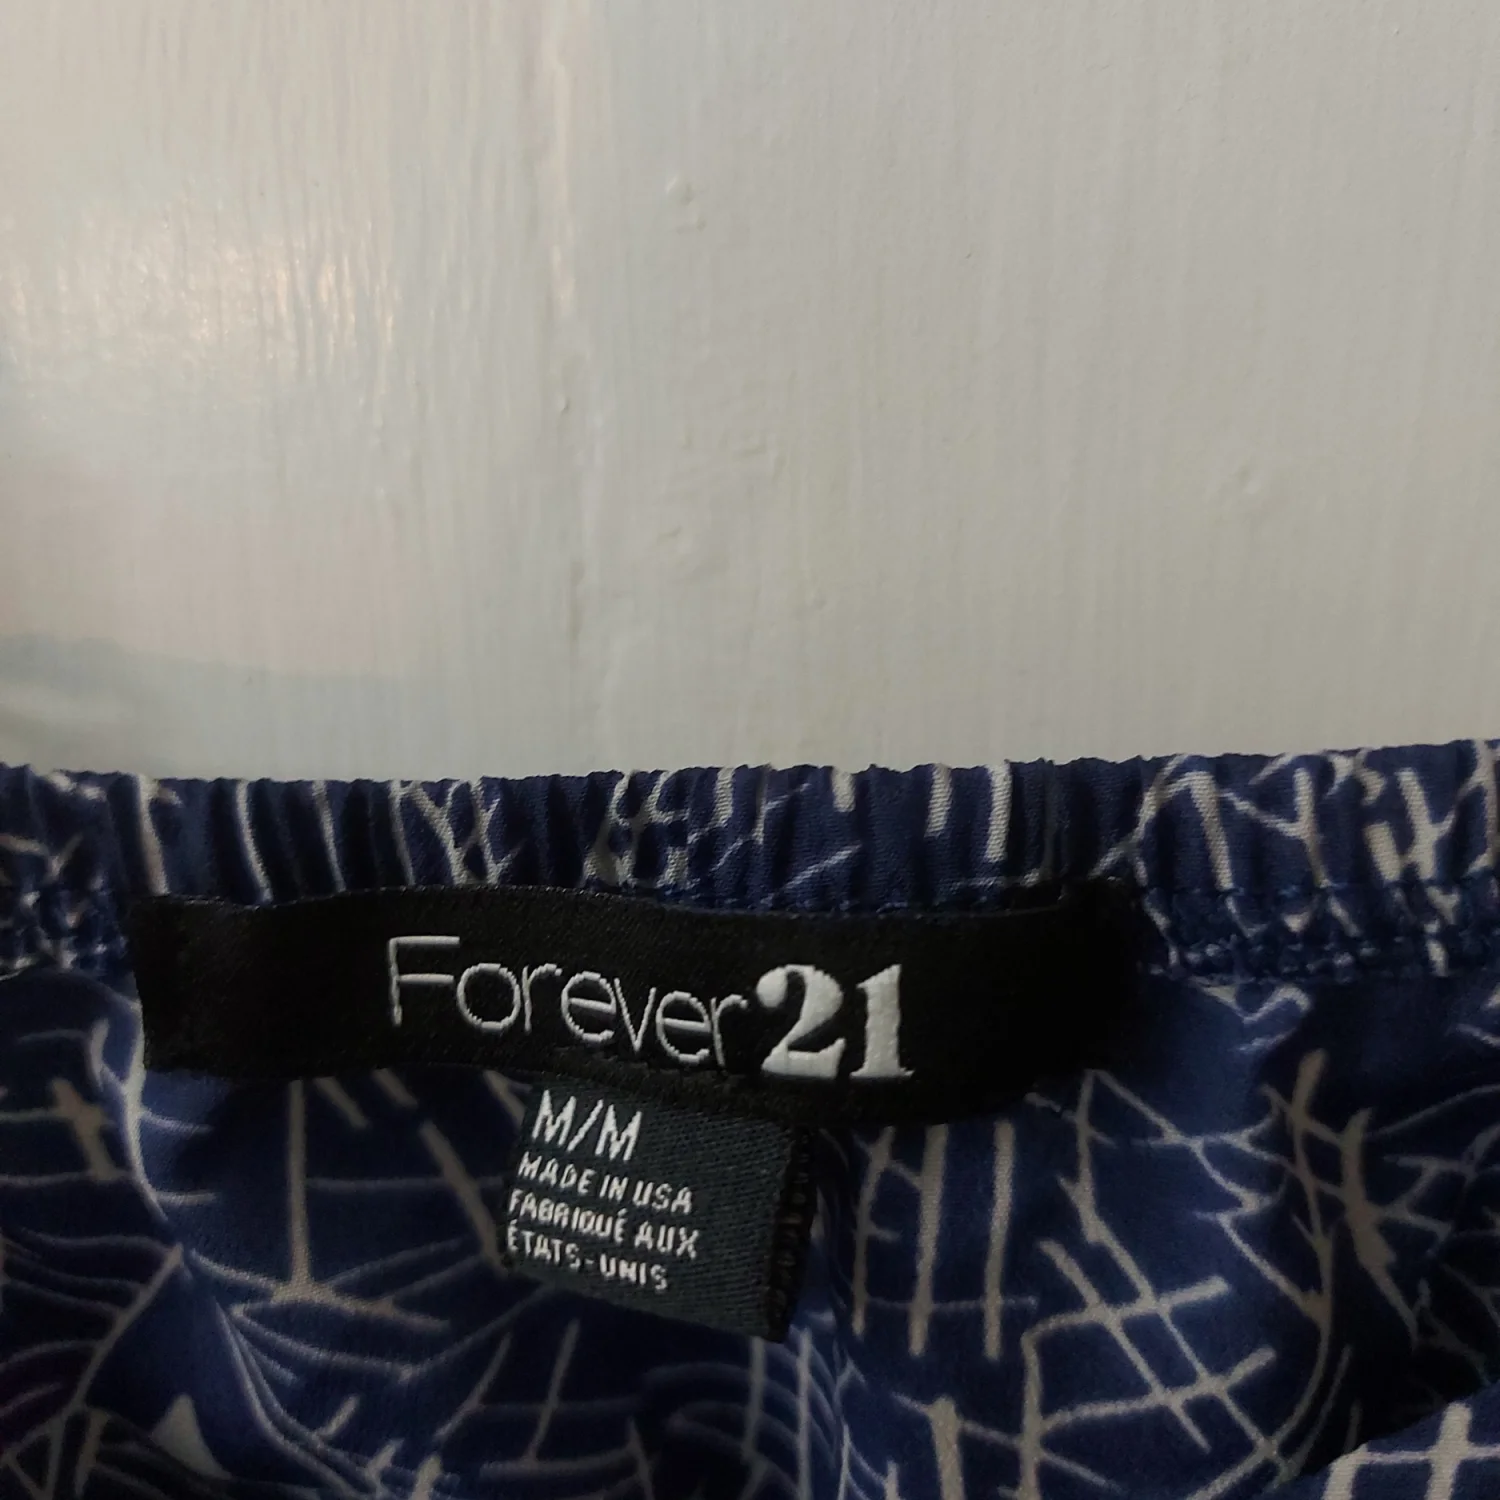 Forever21
M/M
MADE IN USA
FABRIQUÉ AUX
ÉTATS-UNIS